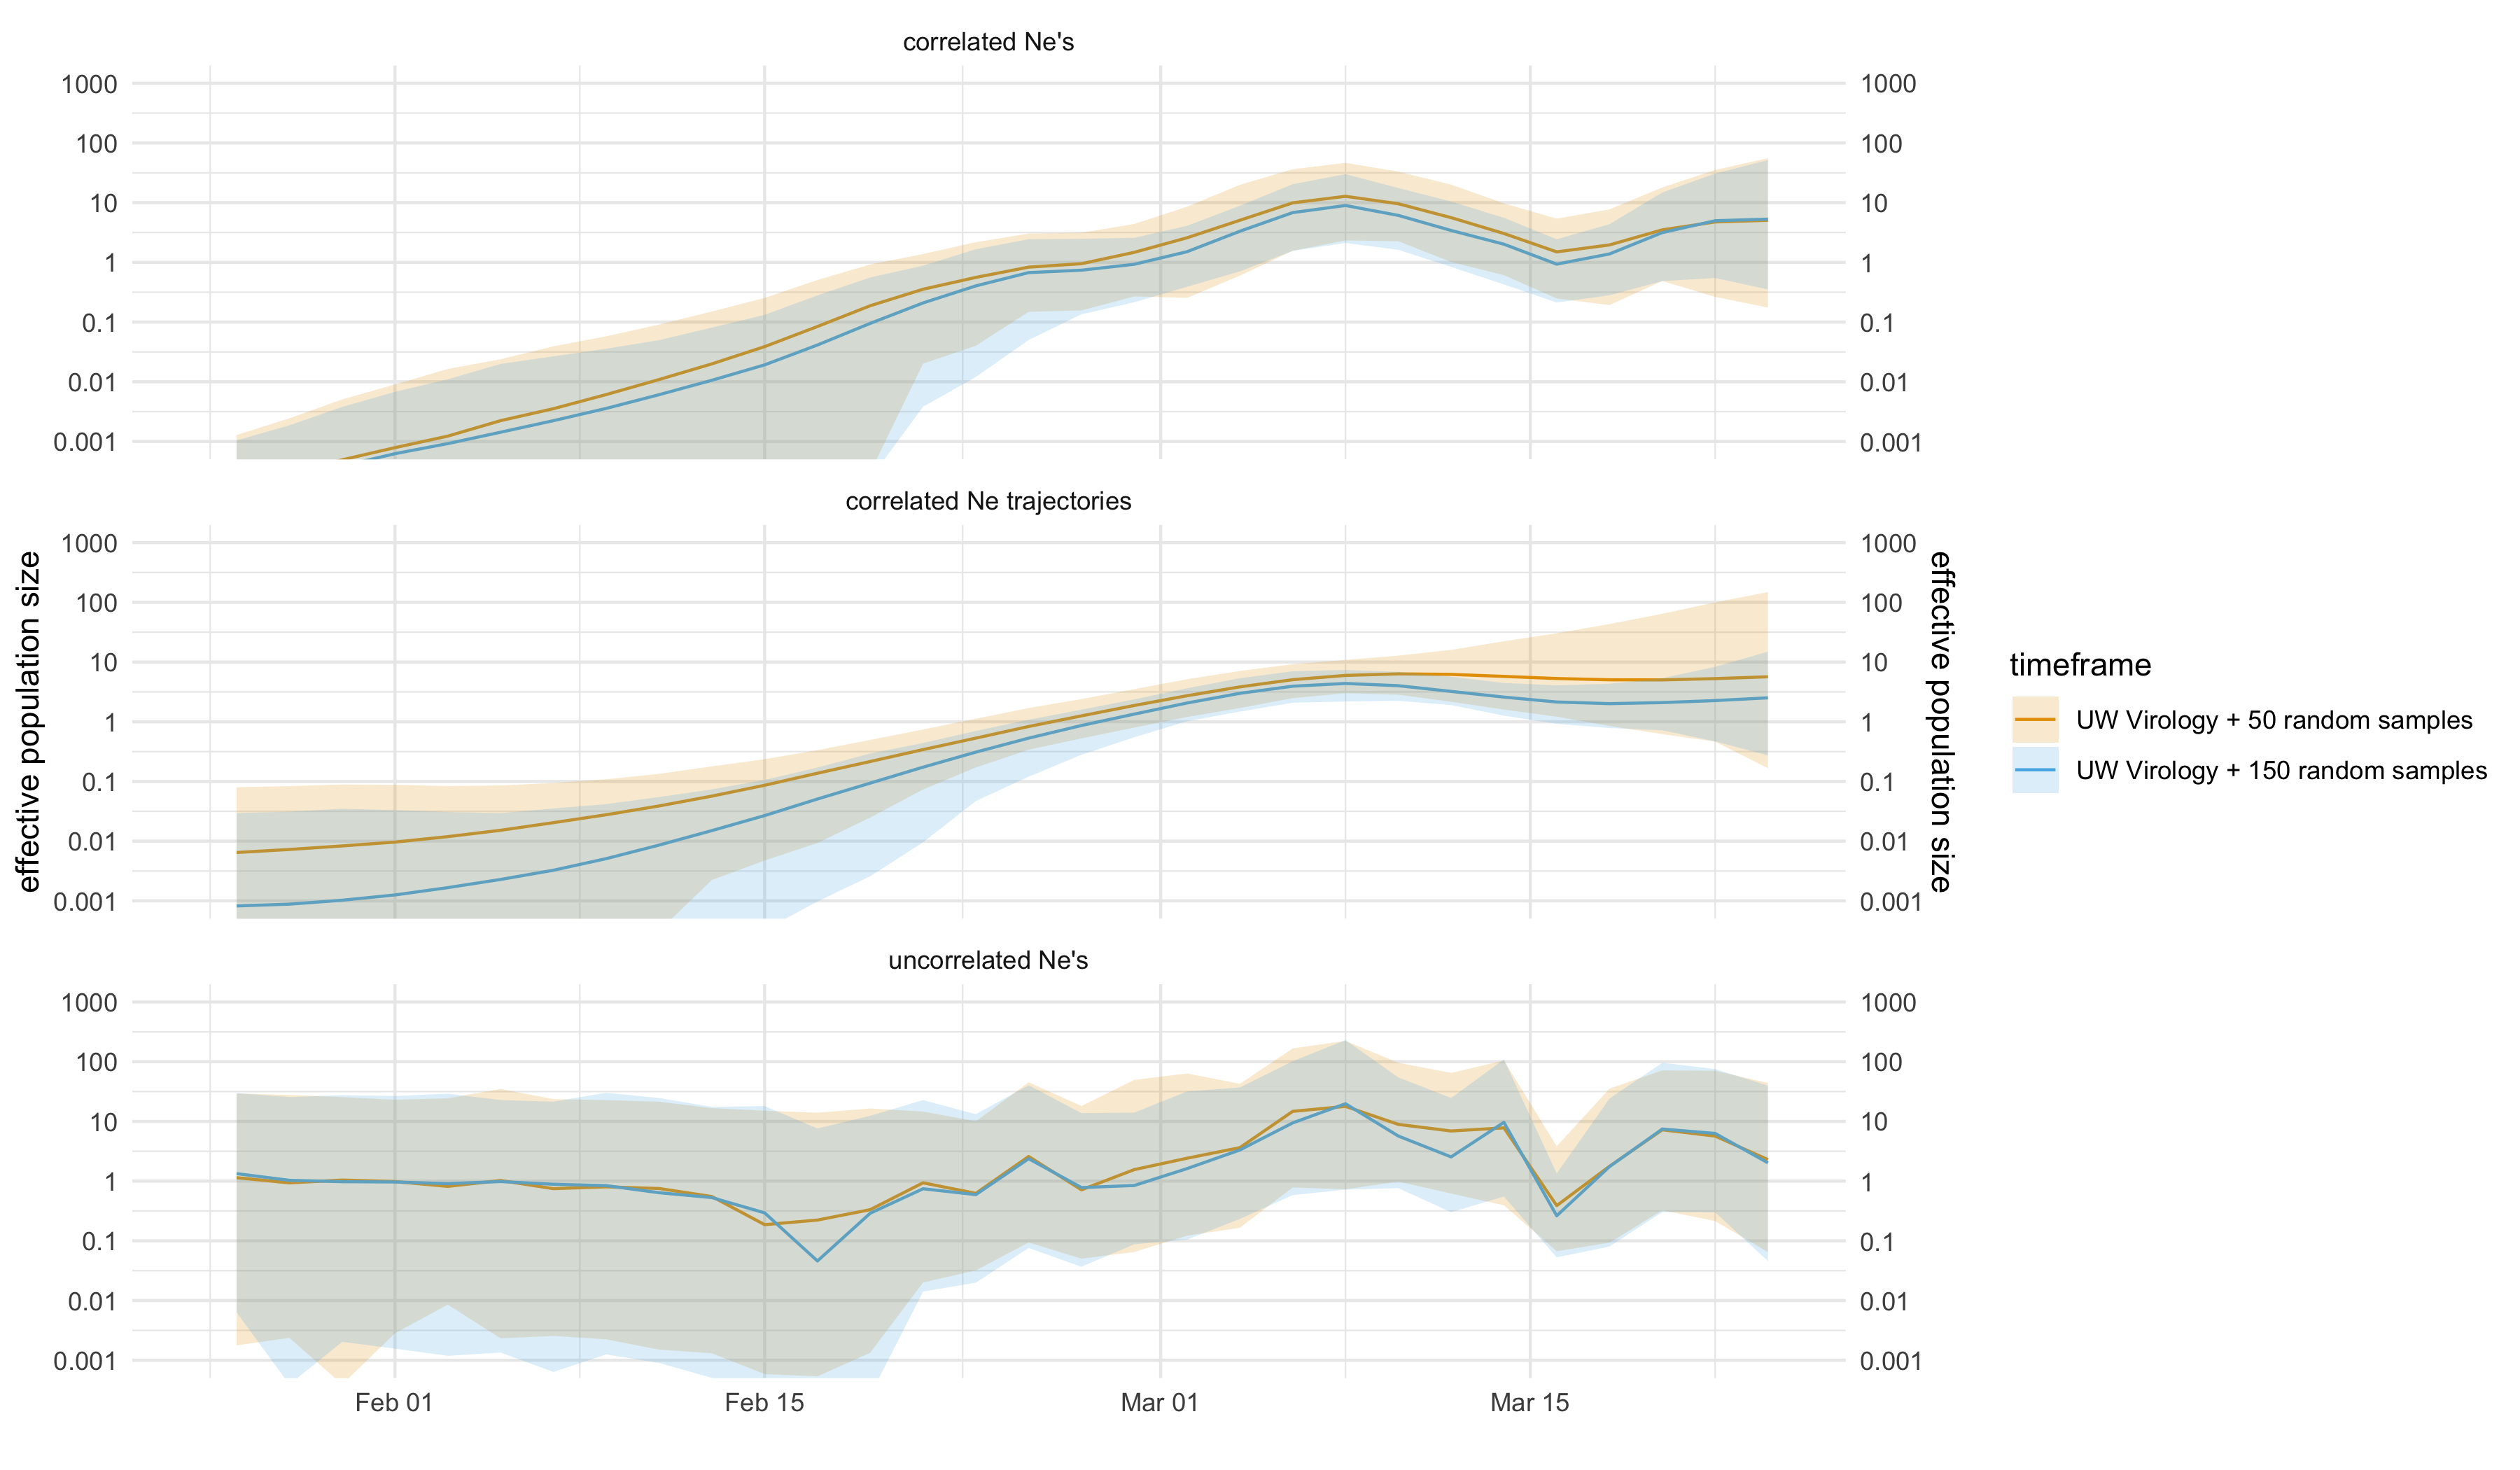 correlated Ne's
1000 1000
100 100
10 10
1 1
0.1 0.1
0.01 0.01
0.001 0.001
correlated Ne trajectories
1000 1000
100 100
10 10
1 1
0.1 0.1
0.01 0.01
0.001 0.001
effective population size
effective population size
timeframe
UW Virology + 50 random samples
UW Virology + 150 random samples
uncorrelated Ne's
1000 1000
100 100
10 10
1 1
0.1 0.1
0.01 0.01
0.001 0.001
Feb 01 Feb 15 Mar 01 Mar 15